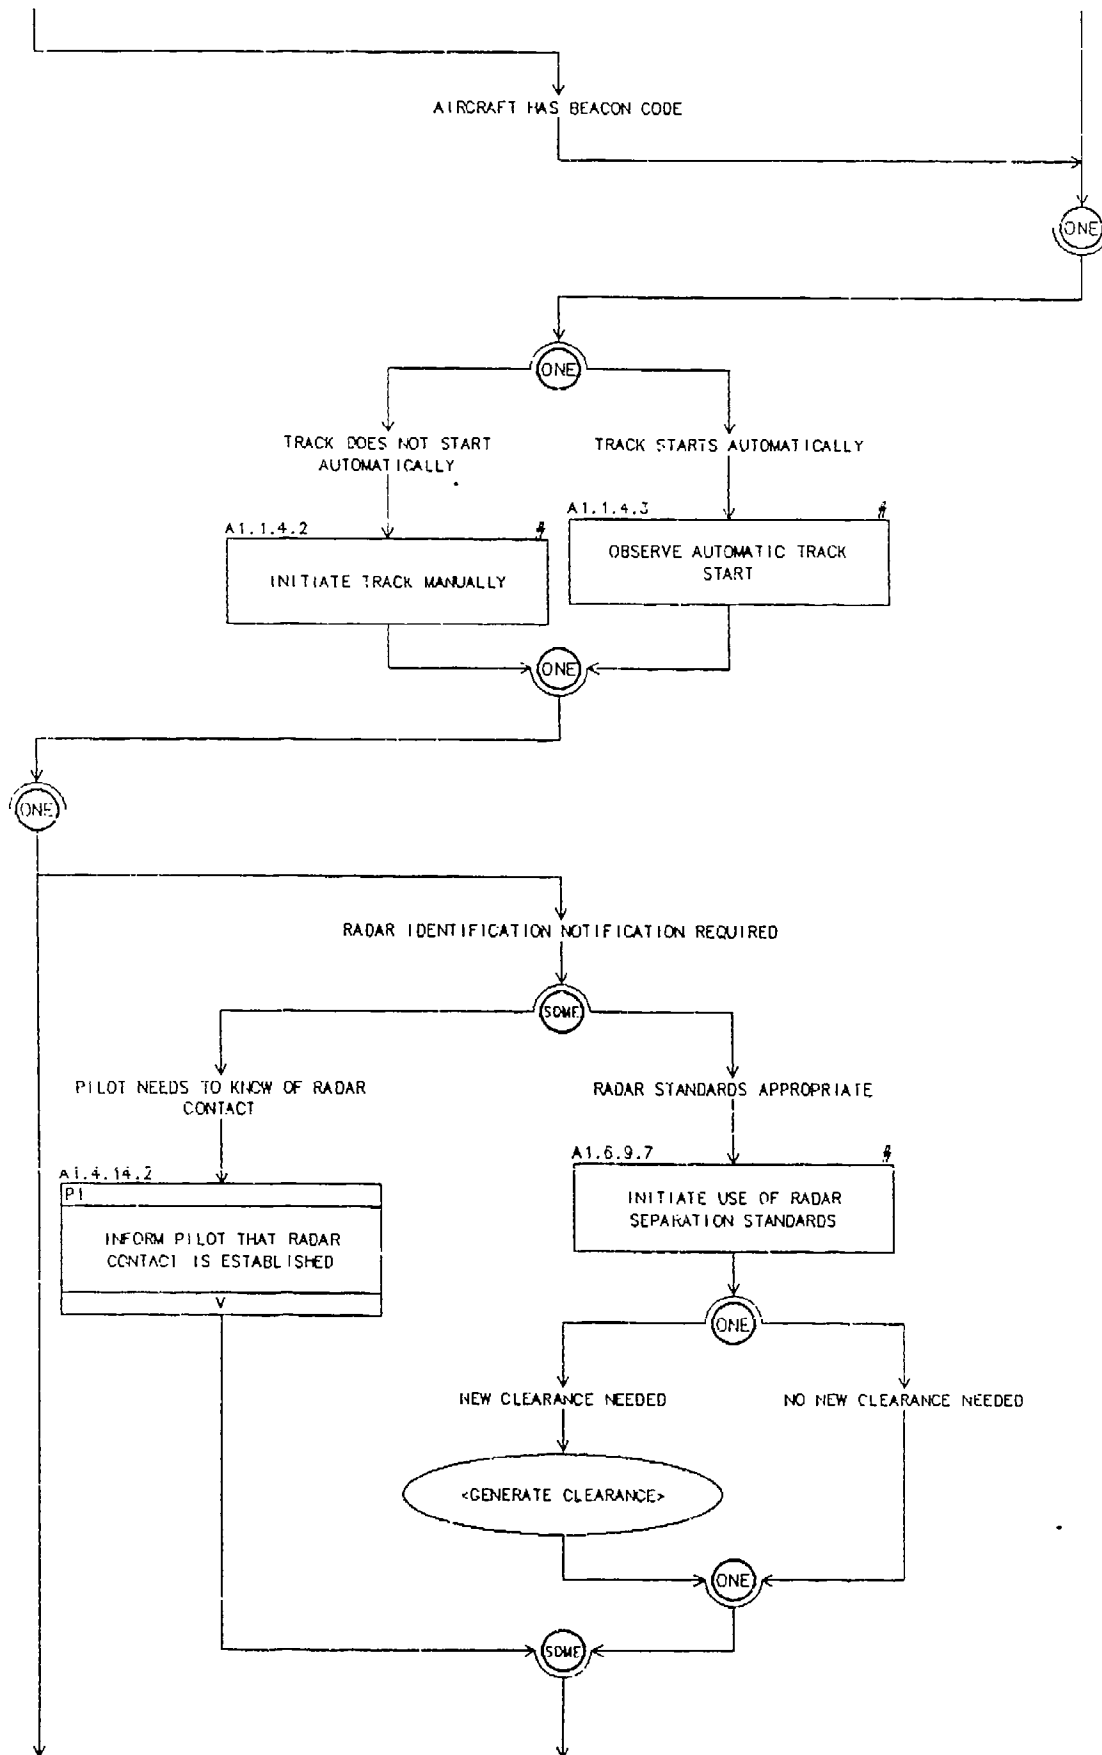 AIRCRAFT HAS BEACON CODE
ONE
ONE
TRACK DOES NOT START
AUTOMATICALLY
TRACK STARTS AUTOMATICALLY
A1.1.4.2
INITIATE TRACK MANUALLY
A1.1.4.3
OBSERVE AUTOMATIC TRACK
START
ONE
ONE
RADAR IDENTIFICATION NOTIFICATION REQUIRED
SOME
PILOT NEEDS TO KNOW OF RADAR
CONTACT
RADAR STANDARDS APPROPRIATE
A1.4.14.2
P1
INFORM PILOT THAT RADAR
CONTACT IS ESTABLISHED
V
A1.6.9.7
INITIATE USE OF RADAR
SEPARATION STANDARDS
ONE
NEW CLEARANCE NEEDED
NO NEW CLEARANCE NEEDED
<GENERATE CLEARANCE>
ONE
SOME